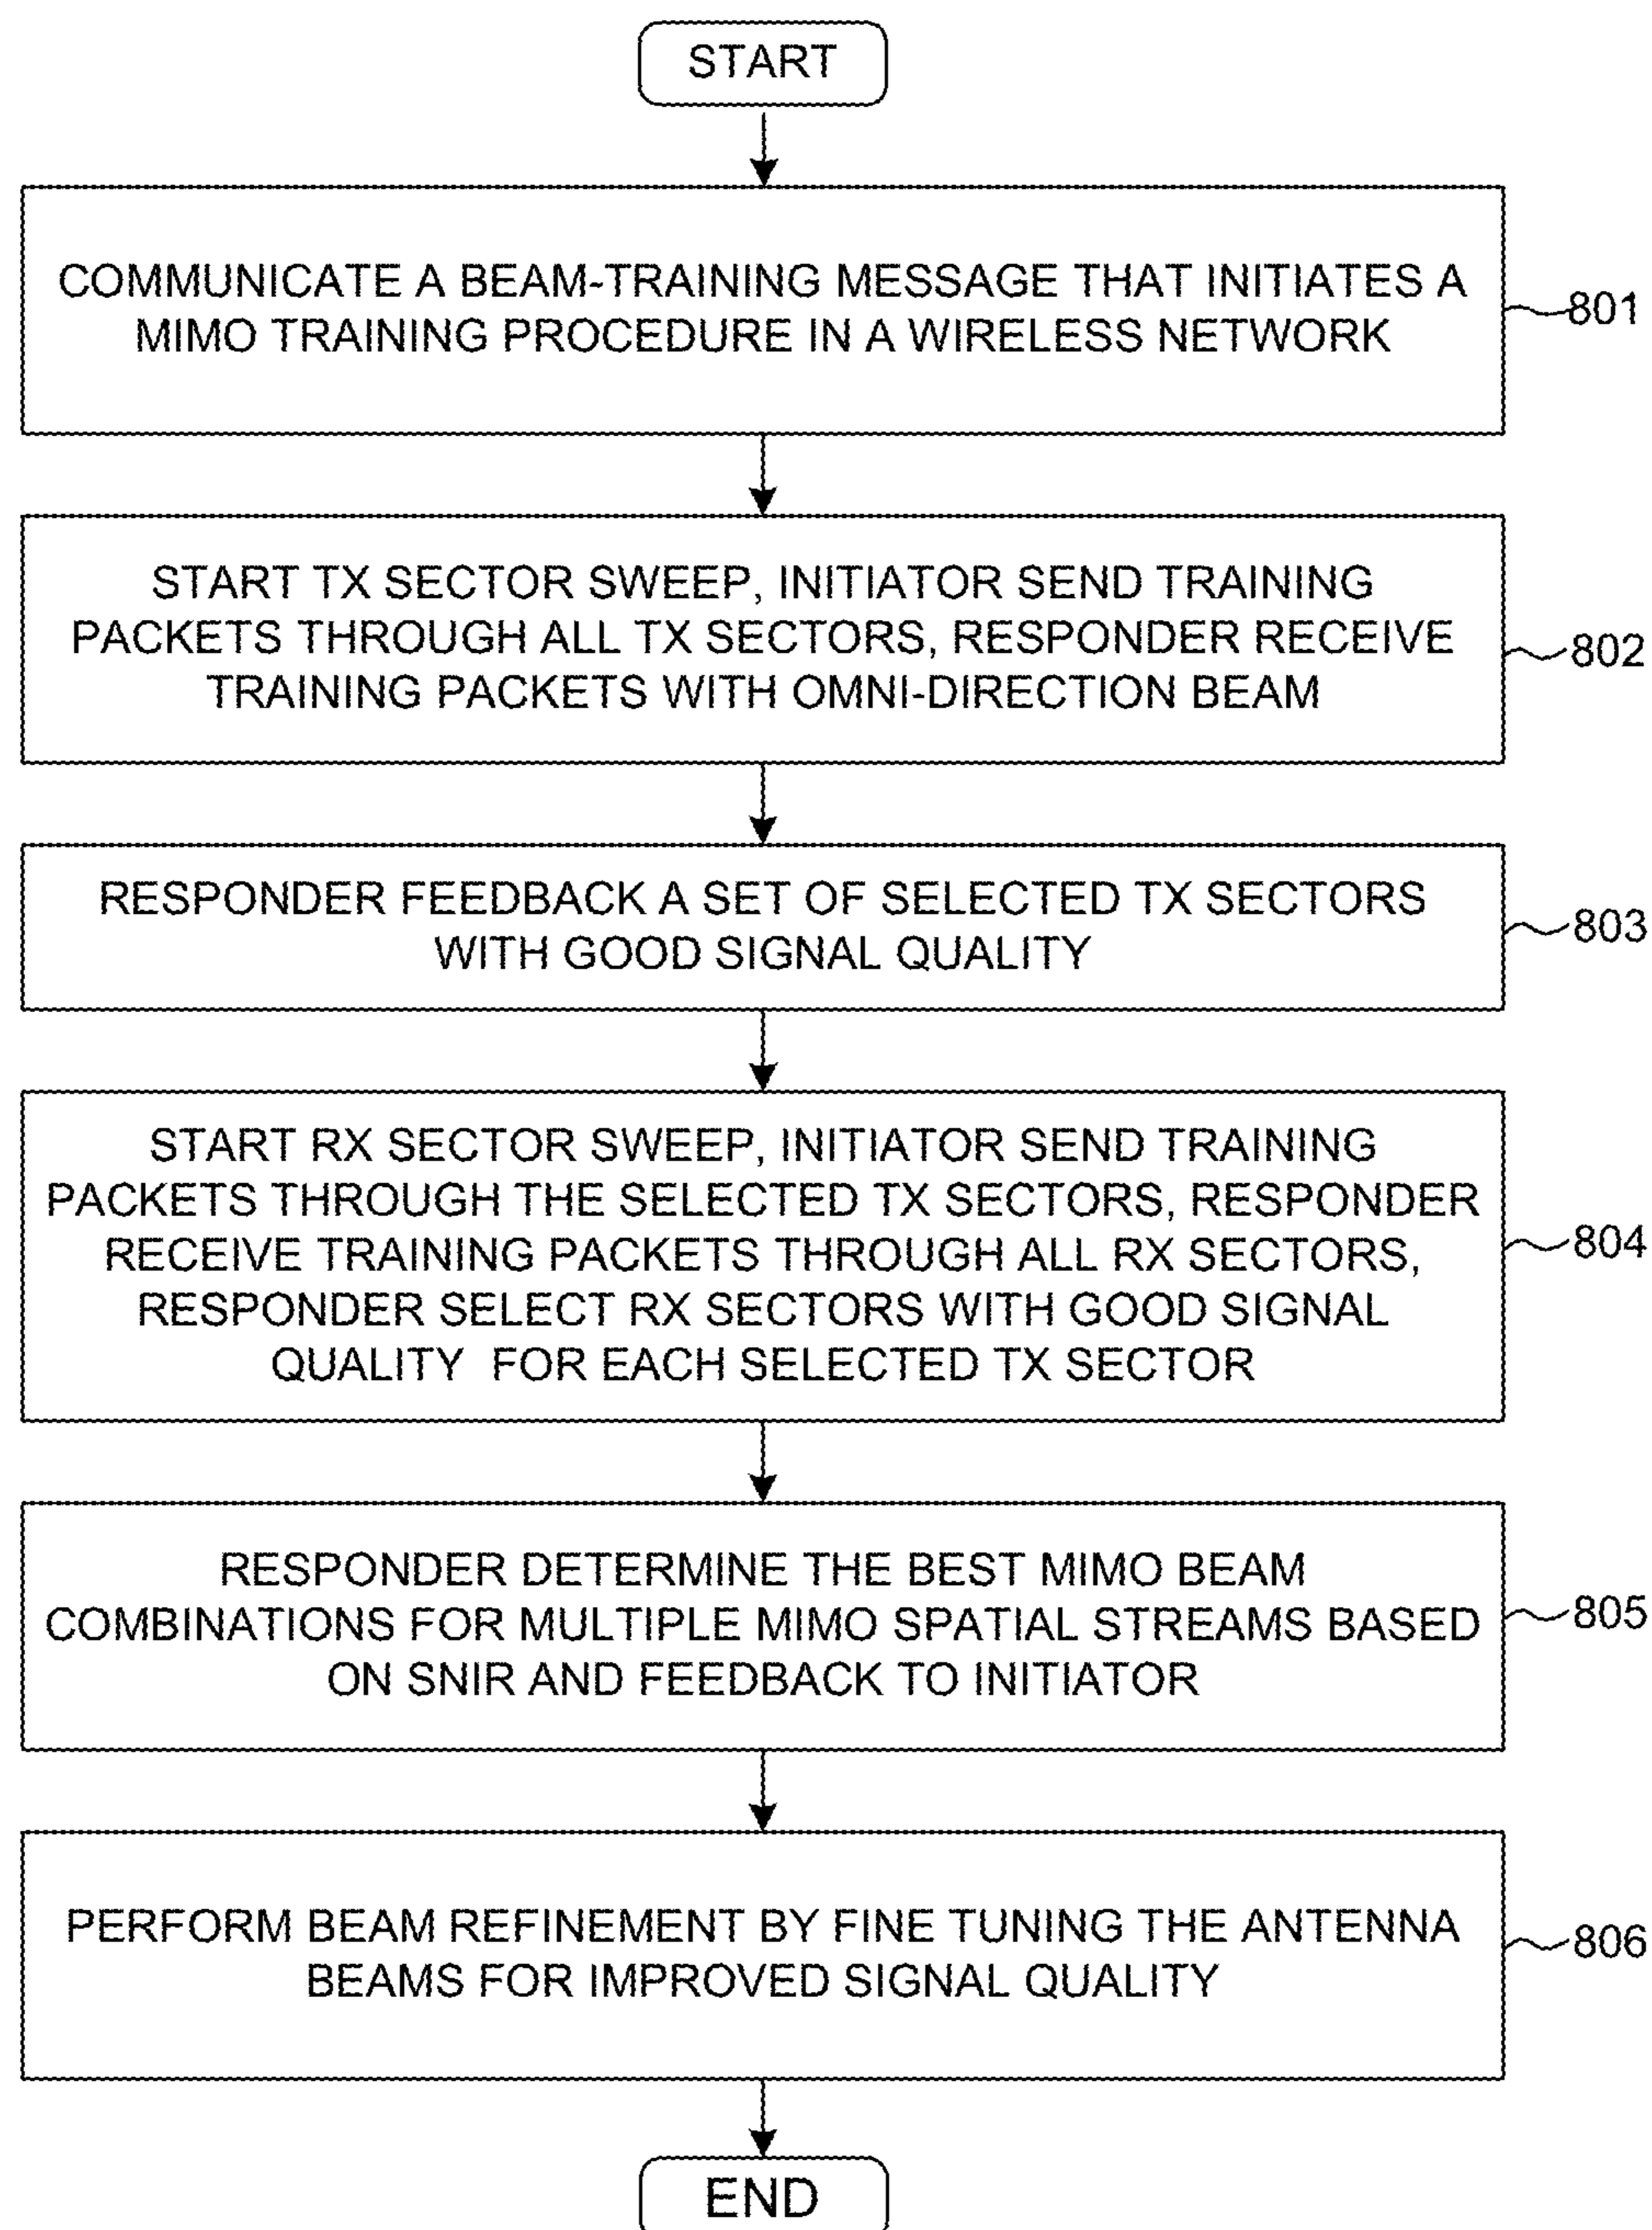 START
COMMUNICATE A BEAM-TRAINING MESSAGE THAT INITIATES A
MIMO TRAINING PROCEDURE IN A WIRELESS NETWORK
801
START TX SECTOR SWEEP, INITIATOR SEND TRAINING
PACKETS THROUGH ALL TX SECTORS, RESPONDER RECEIVE
TRAINING PACKETS WITH OMNI-DIRECTION BEAM
802
RESPONDER FEEDBACK A SET OF SELECTED TX SECTORS
WITH GOOD SIGNAL QUALITY
803
START RX SECTOR SWEEP, INITIATOR SEND TRAINING
PACKETS THROUGH THE SELECTED TX SECTORS, RESPONDER
RECEIVE TRAINING PACKETS THROUGH ALL RX SECTORS,
RESPONDER SELECT RX SECTORS WITH GOOD SIGNAL
QUALITY FOR EACH SELECTED TX SECTOR
804
RESPONDER DETERMINE THE BEST MIMO BEAM
COMBINATIONS FOR MULTIPLE MIMO SPATIAL STREAMS BASED
ON SNIR AND FEEDBACK TO INITIATOR
805
PERFORM BEAM REFINEMENT BY FINE TUNING THE ANTENNA
BEAMS FOR IMPROVED SIGNAL QUALITY
806
END